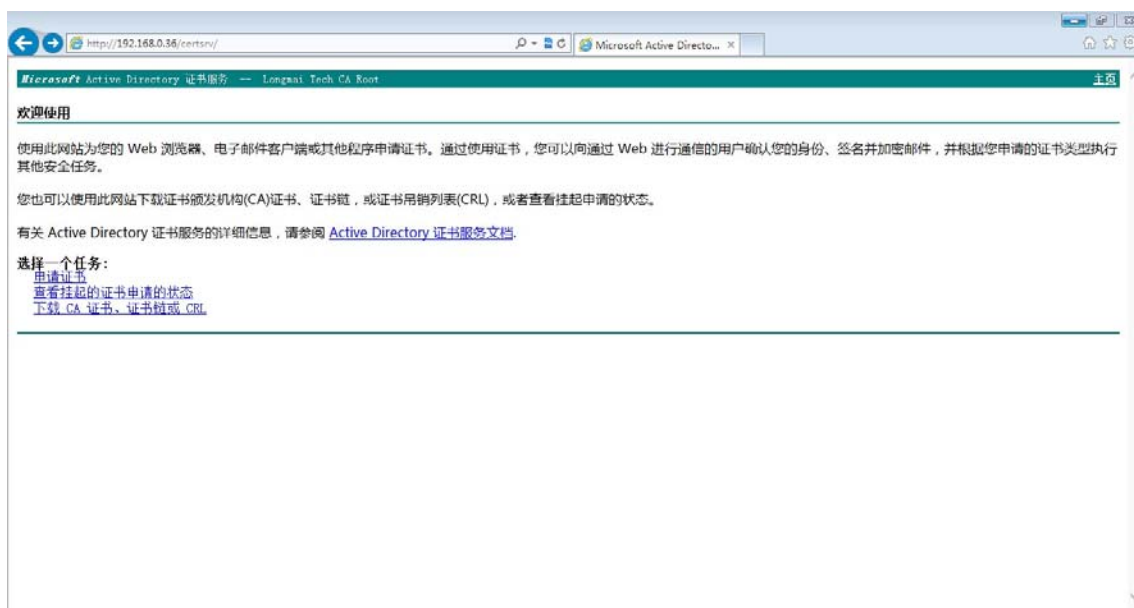 http://192.168.0.36/certsrv/
Microsoft Active Directo...
Microsoft Active Directory 证书服务 -- Longmai Tech CA Root
主页
欢迎使用
使用此网站为您的 Web 浏览器、电子邮件客户端或其他程序申请证书。通过使用证书，您可以向通过 Web 进行通信的用户确认您的身份、签名并加密邮件，并根据您申请的证书类型执行
其他安全任务。
您也可以使用此网站下载证书颁发机构(CA)证书、证书链，或证书吊销列表(CRL)，或者查看挂起申请的状态。
有关 Active Directory 证书服务的详细信息，请参阅 Active Directory 证书服务文档.
选择一个任务:
申请证书
查看挂起的证书申请的状态
下载 CA 证书、证书链或 CRL